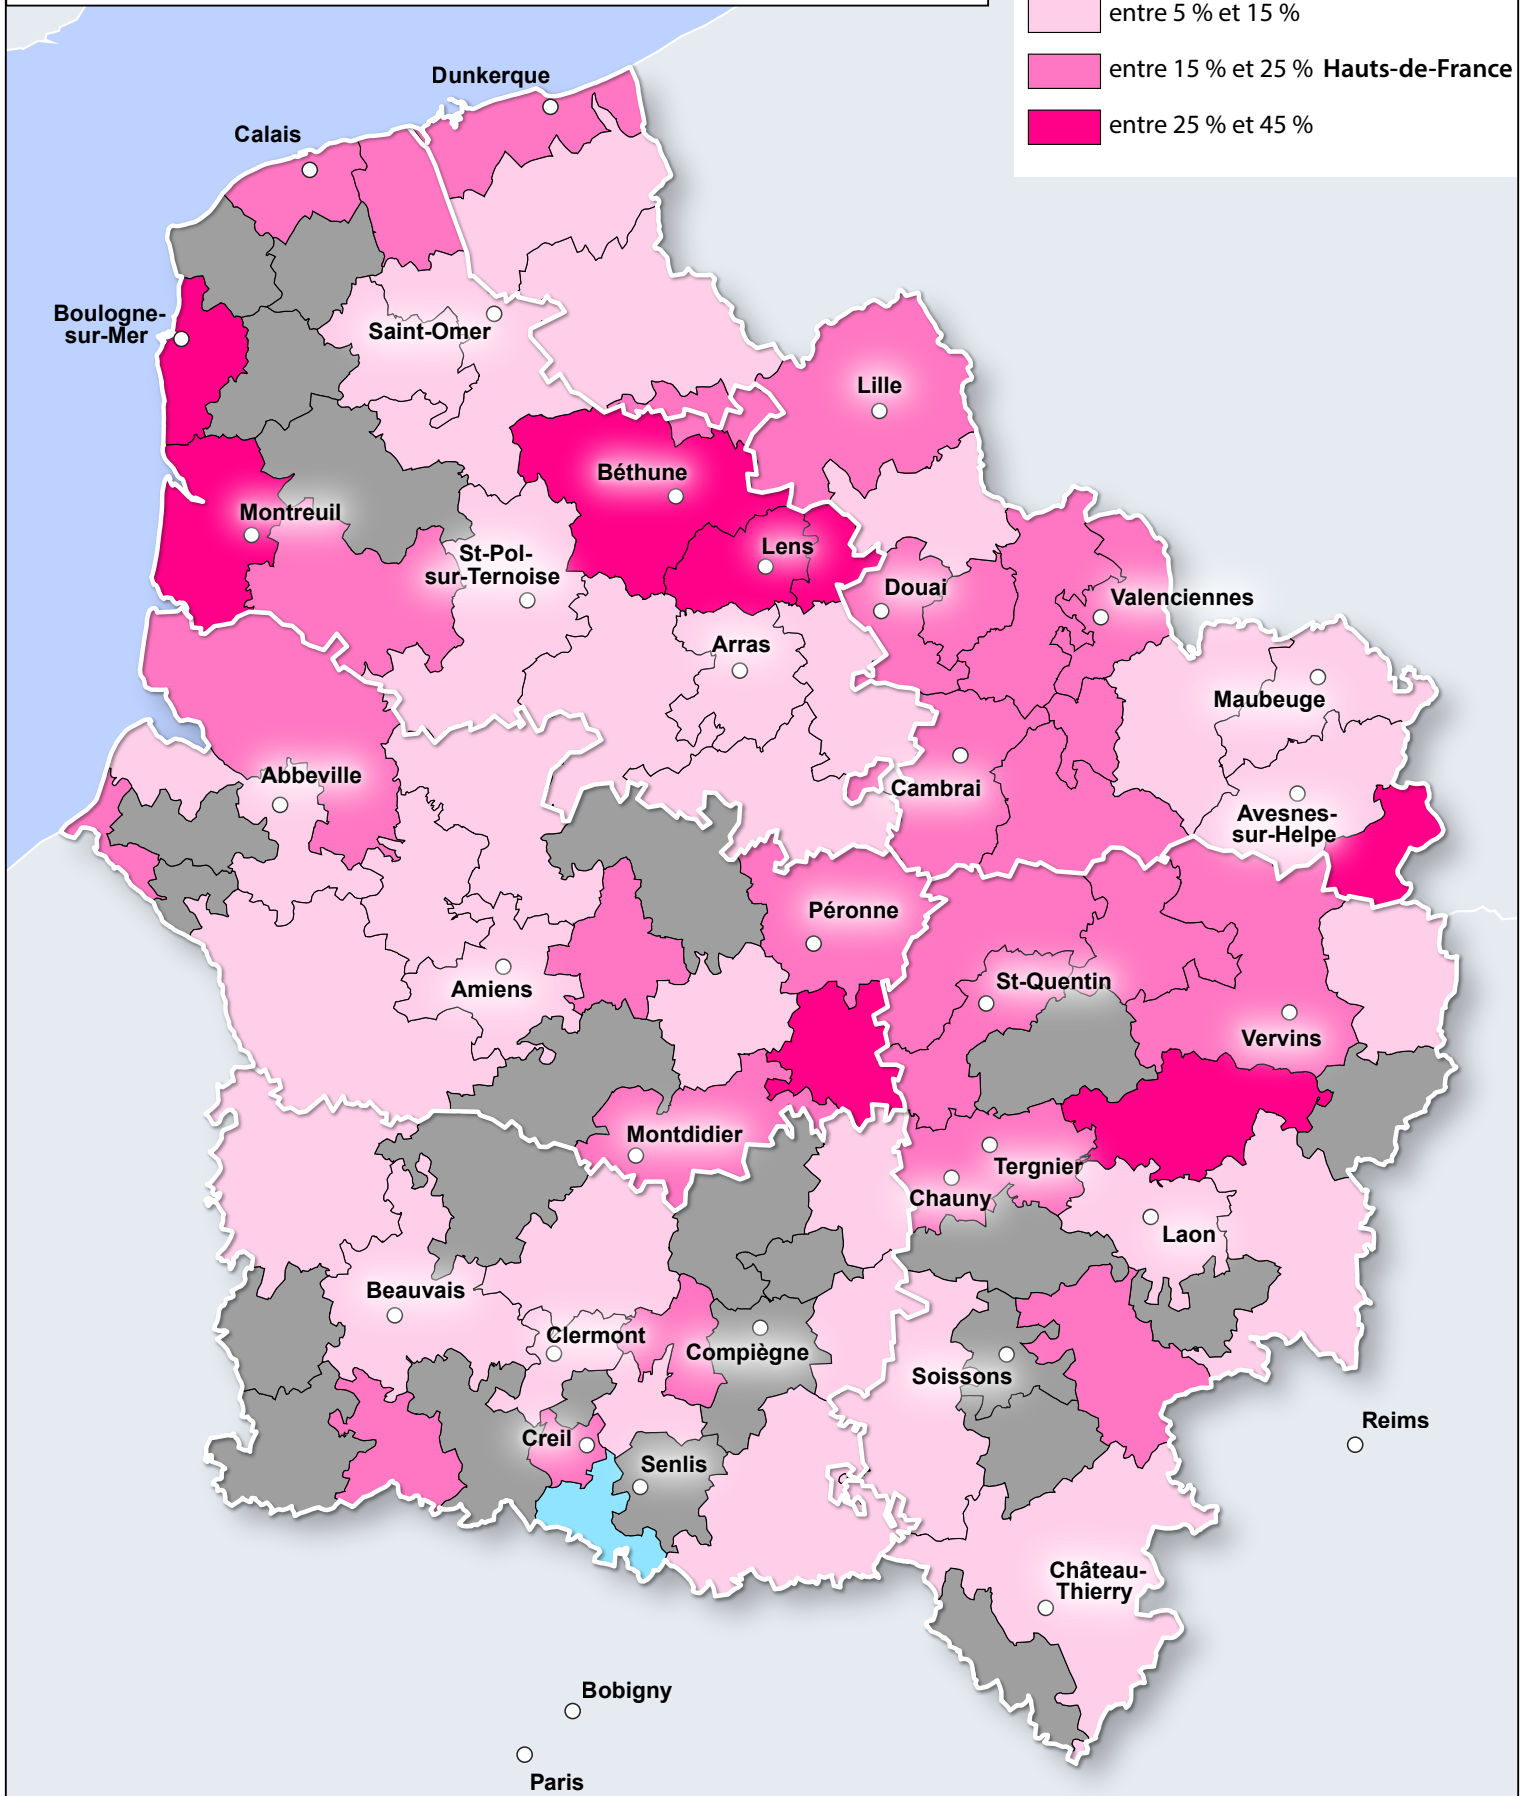 entre 5 % et 15 %
entre 15 % et 25 % Hauts-de-France
entre 25 % et 45 %
Dunkerque
Calais
Boulogne-
sur-Mer
Saint-Omer
Lille
Béthune
Montreuil
Lens
St-Pol-
sur-Ternoise
Douai
Valenciennes
Arras
Maubeuge
Abbeville
Cambrai
Avesnes-
sur-Helpe
Péronne
Amiens
St-Quentin
Vervins
Montdidier
Tergnier
Chauny
Laon
Beauvais
Clermont
Compiègne
Soissons
Reims
Creil
Senlis
Château-
Thierry
Bobigny
Paris